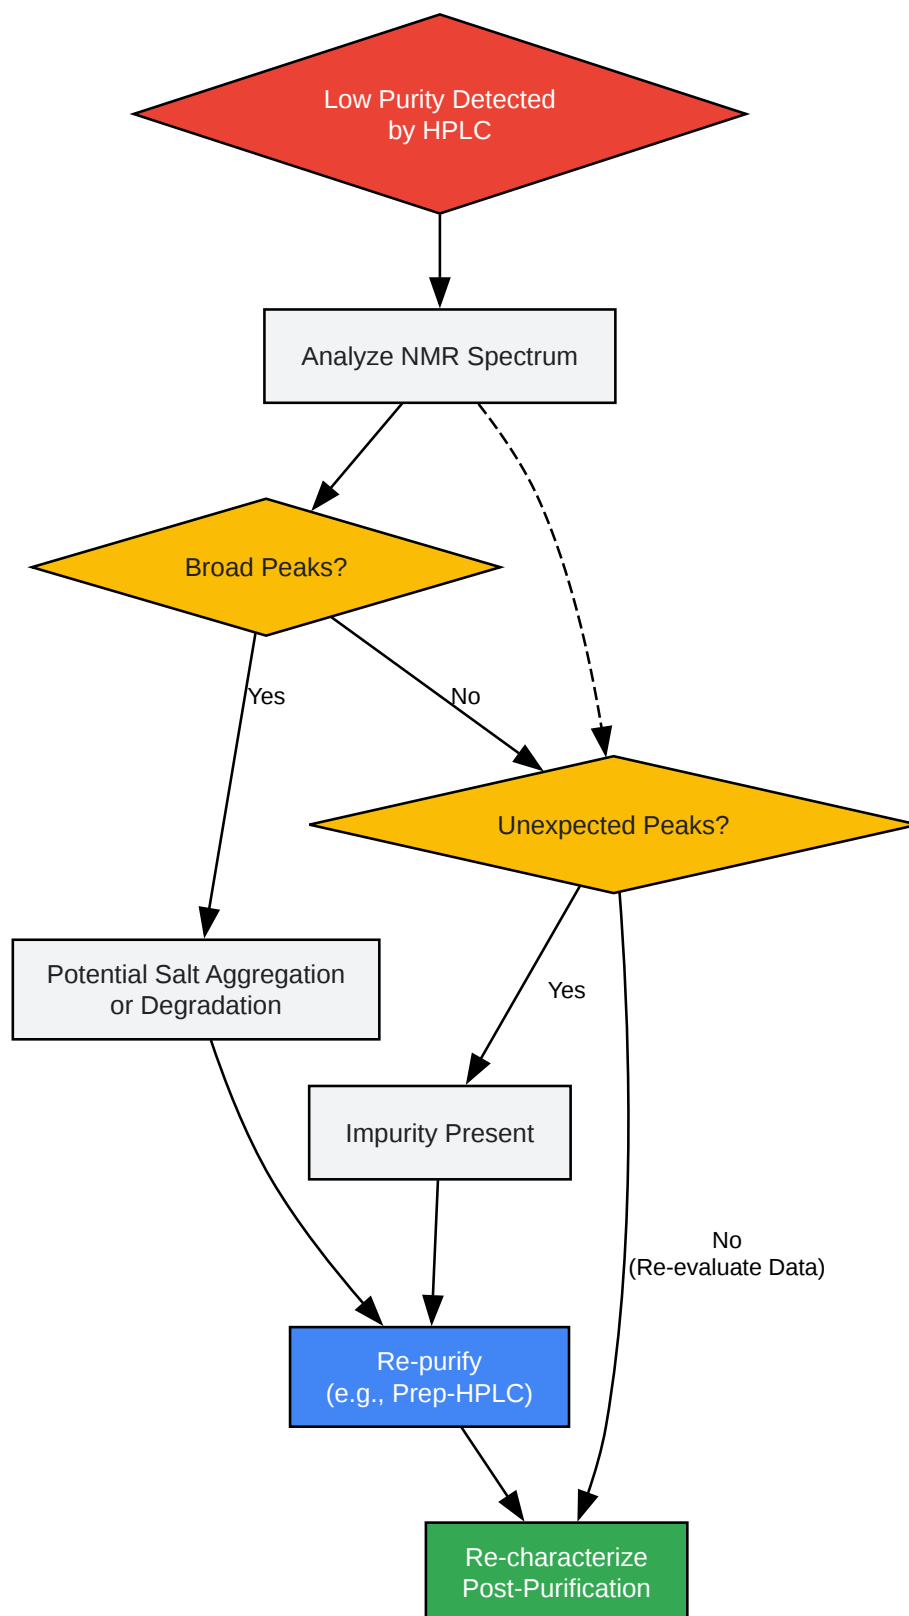 Low Purity Detected
by HPLC
Analyze NMR Spectrum
Broad Peaks?
Yes
No
Unexpected Peaks?
Potential Salt Aggregation
or Degradation
Yes
Impurity Present
No
(Re-evaluate Data)
Re-purify
(e.g., Prep-HPLC)
Re-characterize
Post-Purification